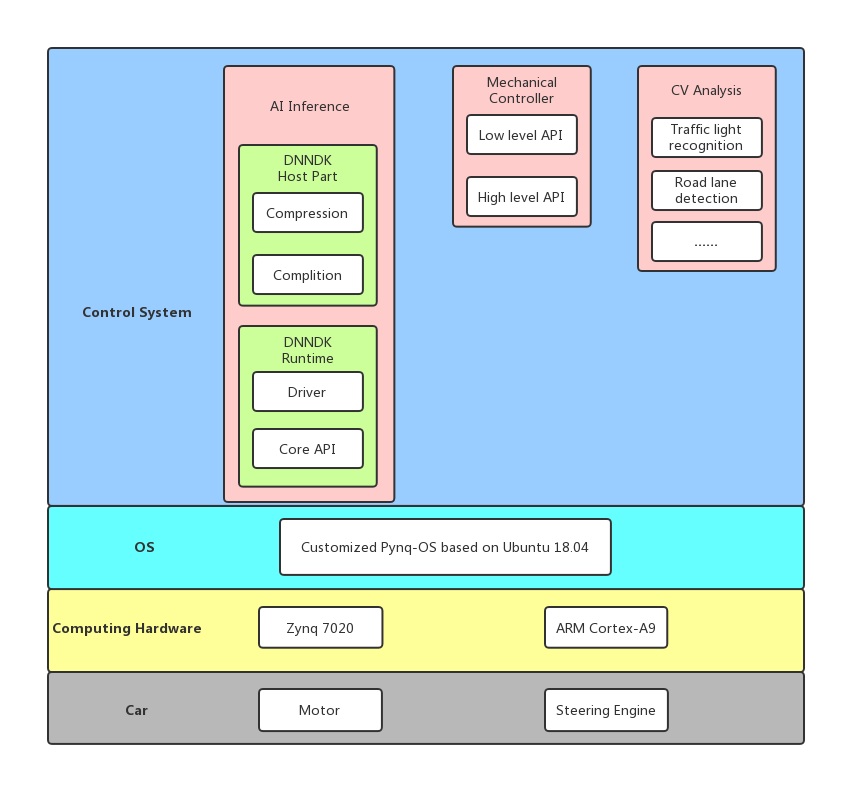 Control System
AI Inference
DNNDK
Host Part
Compression
Complition
DNNDK
Runtime
Driver
Core API
Mechanical
Controller
Low level API
High level API
CV Analysis
Traffic light
recognition
Road lane
detection
......
OS
Customized Pynq-OS based on Ubuntu 18.04
Computing Hardware
Zynq 7020
ARM Cortex-A9
Car
Motor
Steering Engine